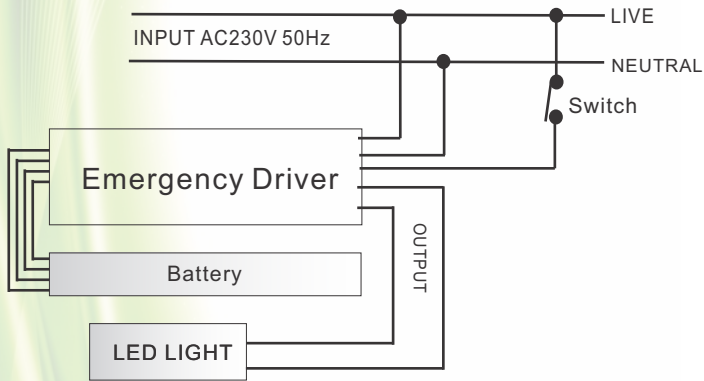 LIVE
INPUT AC230V 50Hz
NEUTRAL
Switch
Emergency Driver
OUTPUT
Battery
LED LIGHT